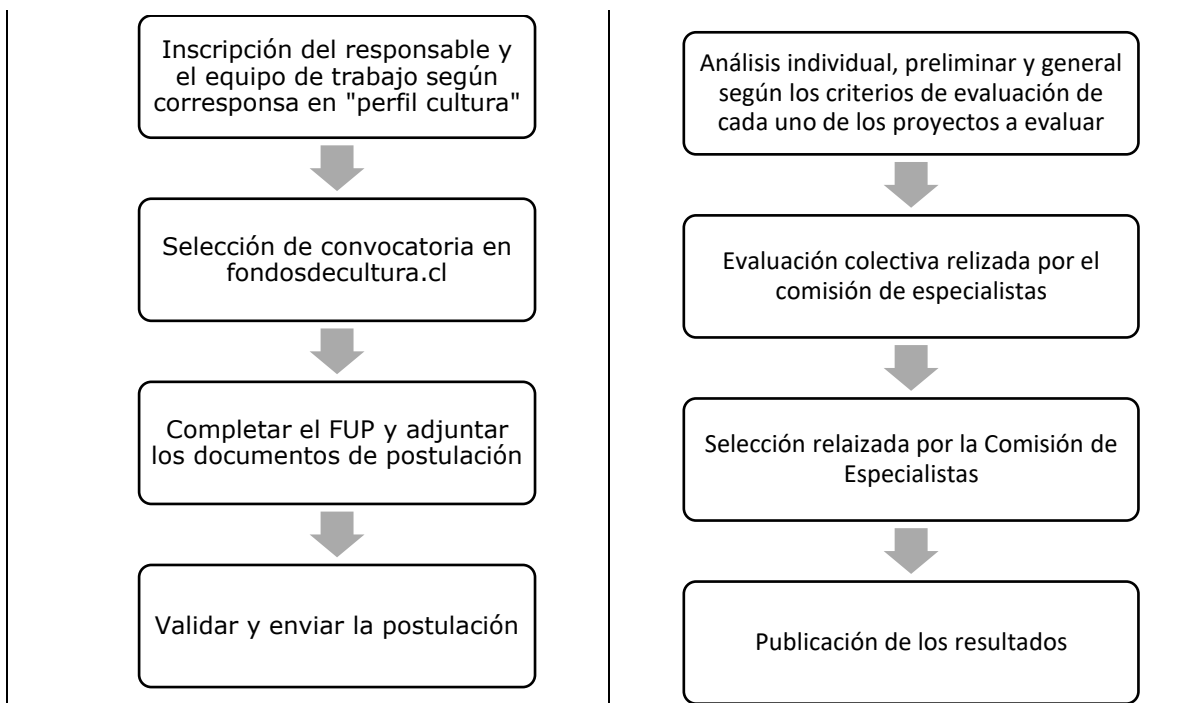 Inscripción del responsable y
el equipo de trabajo según
corresponsa en "perfil cultura"
Selección de convocatoria en
fondosdecultura.cl
Completar el FUP y adjuntar
los documentos de postulación
Validar y enviar la postulación
Análisis individual, preliminar y general
según los criterios de evaluación de
cada uno de los proyectos a evaluar
Evaluación colectiva relizada por el
comisión de especialistas
Selección relaizada por la Comisión de
Especialistas
Publicación de los resultados